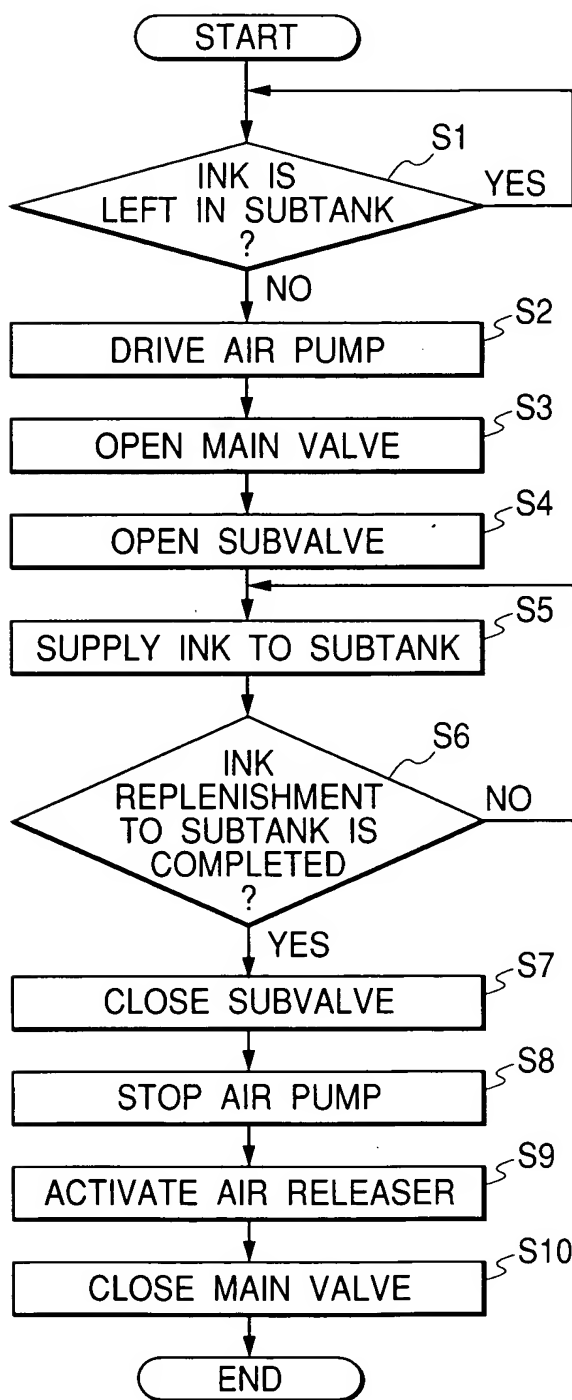 START
S1
INK IS
LEFT IN SUBTANK
?
YES
NO
S2
DRIVE AIR PUMP
S3
OPEN MAIN VALVE
S4
OPEN SUBVALVE
S5
SUPPLY INK TO SUBTANK
S6
INK
REPLENISHMENT
TO SUBTANK IS
COMPLETED
?
NO
YES
S7
CLOSE SUBVALVE
S8
STOP AIR PUMP
S9
ACTIVATE AIR RELEASER
S10
CLOSE MAIN VALVE
END